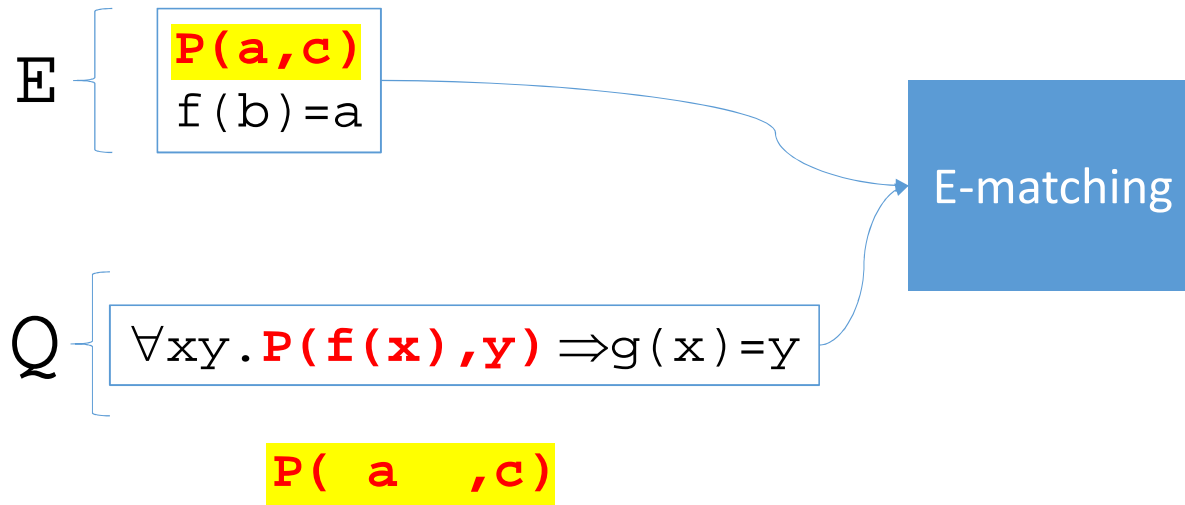 E
P(a,c)
f(b)=a
E-matching
Q
∀xy.P(f(x),y)⇒g(x)=y
P( a ,c)